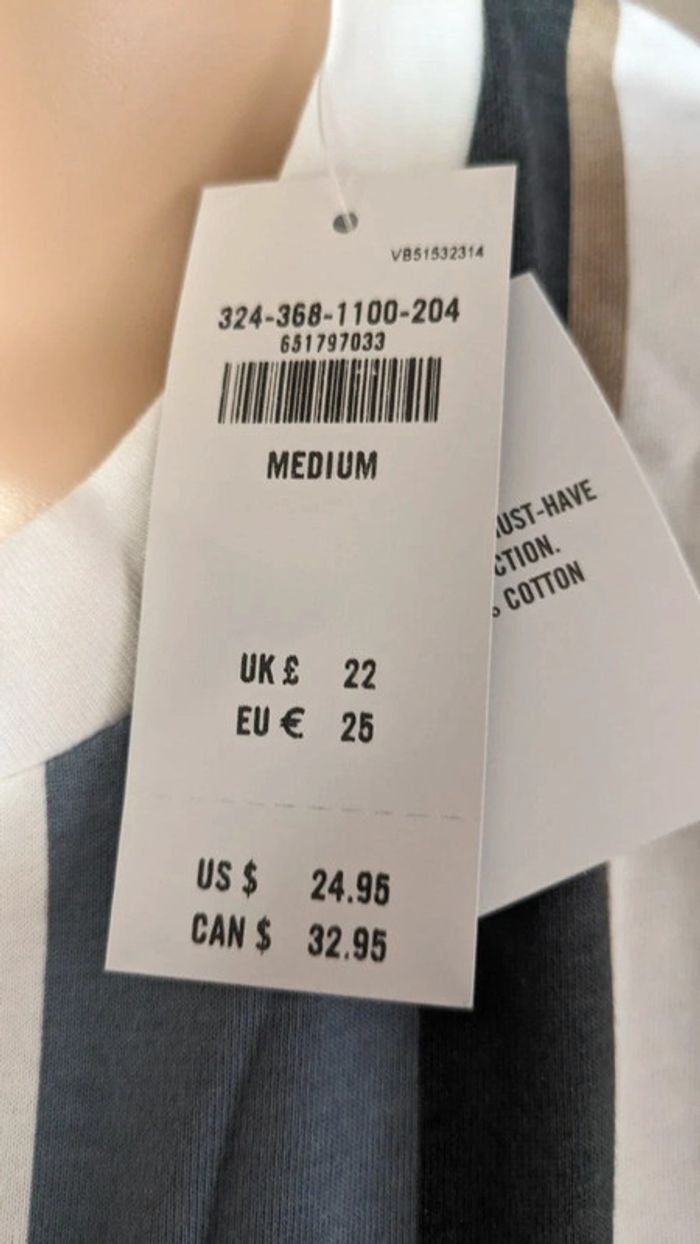 VB51532314
324-368-1100-204
651797033
MEDIUM
UK £ 22
EU € 25
US $ 24.95
CAN $ 32.95
UST-HAVE
CTION.
COTTON